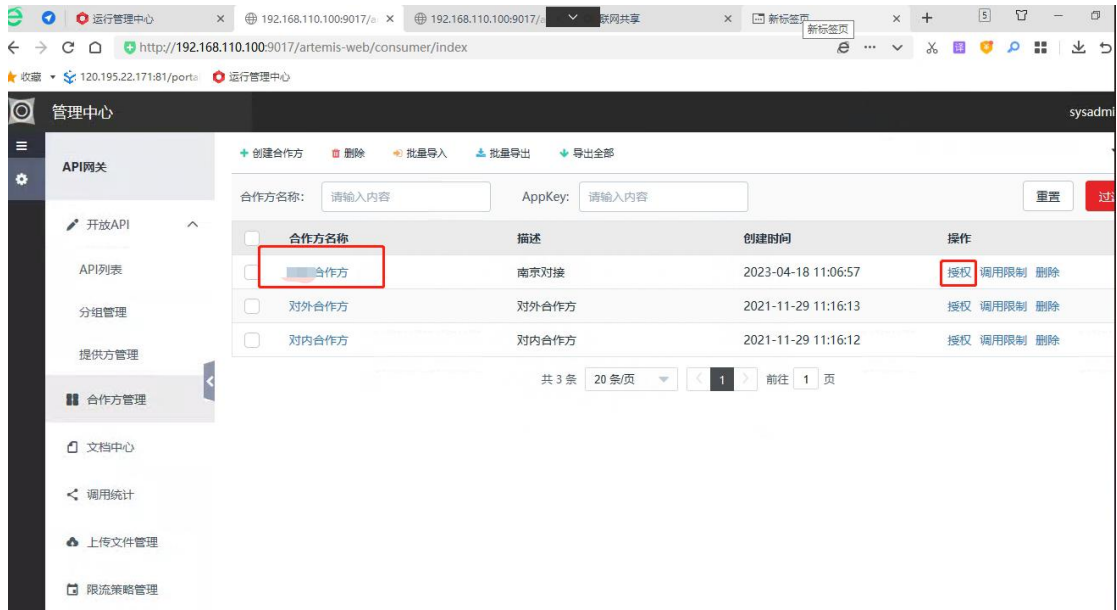 运行管理中心 192.168.110.100:9017/a 192.168.110.100:9017/a 联网共享 新标签页 5
新标签页
http://192.168.110.100:9017/artemis-web/consumer/index
收藏 120.195.22.171:81/porta 运行管理中心
管理中心 sysadmi
API网关
+ 创建合作方 删除 批量导入 批量导出 导出全部
合作方名称: 请输入内容 AppKey: 请输入内容 重置
开放API
合作方名称 描述 创建时间 操作
API列表
合作方 南京对接 2023-04-18 11:06:57 授权 调用限制 删除
分组管理
对外合作方 对外合作方 2021-11-29 11:16:13 授权 调用限制 删除
对内合作方 对内合作方 2021-11-29 11:16:12 授权 调用限制 删除
提供方管理
共 3 条 20 条/页 1 前往 1 页
合作方管理
文档中心
调用统计
上传文件管理
限流策略管理